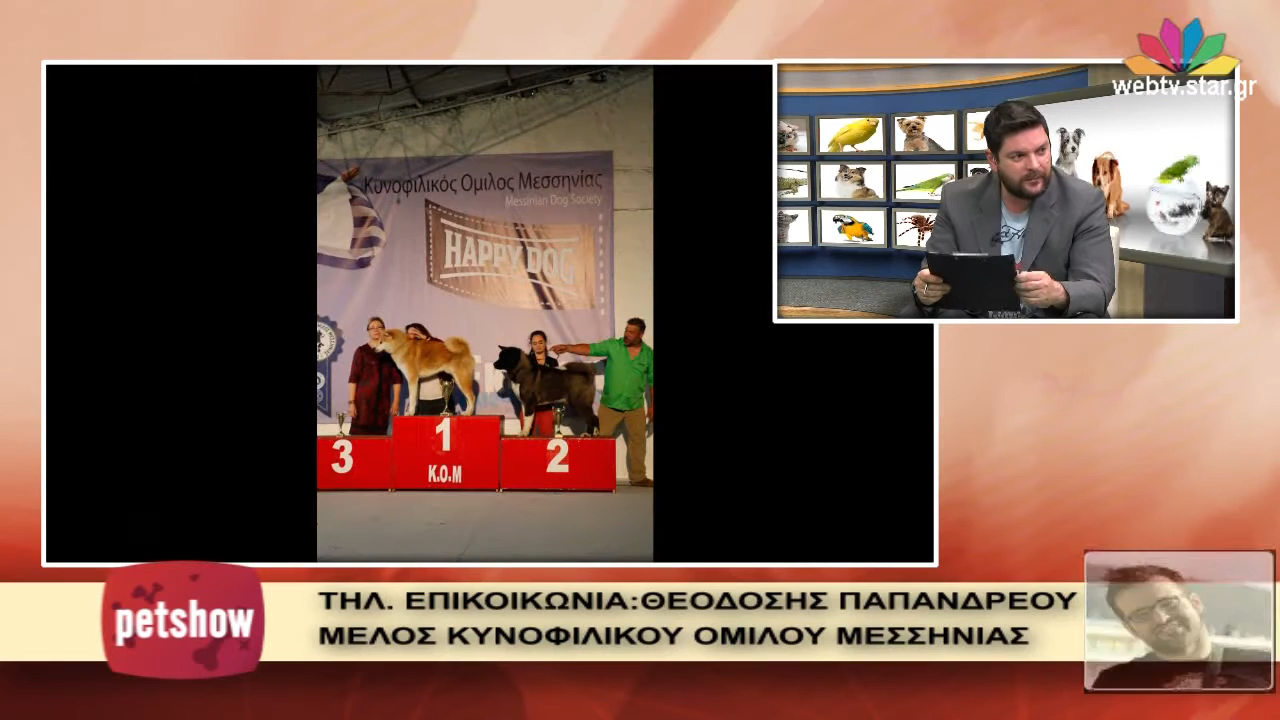 webtv.star.gr
Κυνοφιλικός Ομιλος Μεσσηνίας
Messinian Dog Society
HAPPY DOG
1
Κ.Ο.Μ
3
2
petshow
ΤΗΛ. ΕΠΙΚΟΙΚΩΝΙΑ:ΘΕΟΔΟΣΗΣ ΠΑΠΑΝΔΡΕΟΥ
ΜΕΛΟΣ ΚΥΝΟΦΙΛΙΚΟΥ ΟΜΙΛΟΥ ΜΕΣΣΗΝΙΑΣ